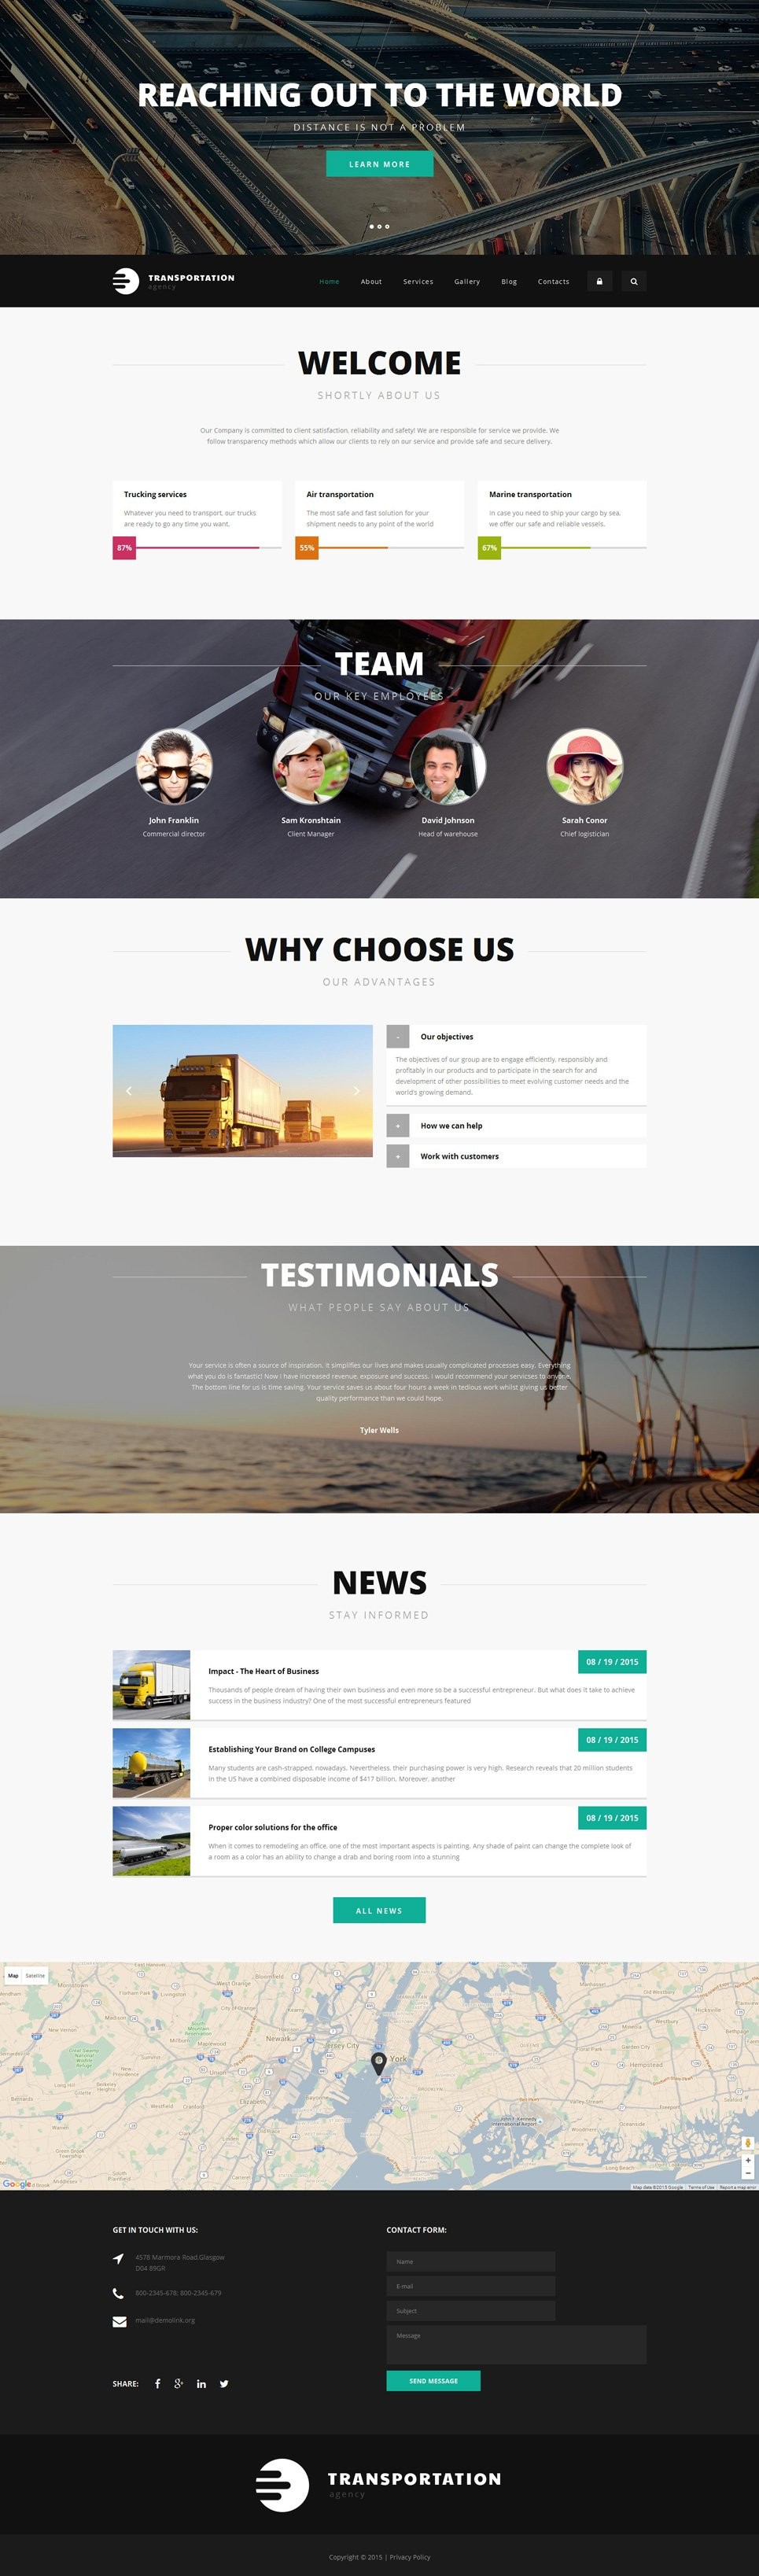 REACHING OUT TO THE WORLD
DISTANCE IS NOT A PROBLEM
LEARN MORE
TRANSPORTATION
agency
Home About Services Gallery Blog Contacts
WELCOME
SHORTLY ABOUT US
Our Company is committed to client satisfaction, reliability and safety! We are responsible for service we provide. We
follow transparency methods which allow our clients to rely on our service and provide safe and secure delivery.
Trucking services
Whatever you need to transport, our trucks
are ready to go any time you want.
87%
Air transportation
The most safe and fast solution for your
shipment needs to any point of the world
55%
Marine transportation
In case you need to ship your cargo by sea,
we offer our safe and reliable vessels.
67%
TEAM
OUR KEY EMPLOYEES
John Franklin
Commercial director
Sam Kronshtain
Client Manager
David Johnson
Head of warehouse
Sarah Conor
Chief logistician
WHY CHOOSE US
OUR ADVANTAGES
- Our objectives
The objectives of our group are to engage efficiently, responsibly and
profitably in our products and to participate in the search for and
development of other possibilities to meet evolving customer needs and the
world's growing demand.
+ How we can help
+ Work with customers
TESTIMONIALS
WHAT PEOPLE SAY ABOUT US
Your service is often a source of inspiration. It simplifies our lives and makes usually complicated processes easy. Everything
what you do is fantastic! Now I have increased revenue, exposure and success. I would recommend your servicses to anyone.
The bottom line for us is time saving. Your service saves us about four hours a week in tedious work whilst giving us better
quality performance than we could hope.
Tyler Wells
NEWS
STAY INFORMED
08 / 19 / 2015
Impact - The Heart of Business
Thousands of people dream of having their own business and even more so be a successful entrepreneur. But what does it take to achieve
success in the business industry? One of the most successful entrepreneurs featured
08 / 19 / 2015
Establishing Your Brand on College Campuses
Many students are cash-strapped, nowadays. Nevertheless, their purchasing power is very high. Research reveals that 20 million students
in the US have a combined disposable income of $417 billion. Moreover, another
08 / 19 / 2015
Proper color solutions for the office
When it comes to remodeling an office, one of the most important aspects is painting. Any shade of paint can change the complete look of
a room as a color has an ability to change a drab and boring room into a stunning
ALL NEWS
Map Satellite
Newark
Jersey City
York
Elizabeth
Union
Hempstead
John F. Kennedy
International Airport
Long Beach
Google
Map data ©2015 Google Terms of Use Report a map error
GET IN TOUCH WITH US:
4578 Marmora Road,Glasgow
D04 89GR
800-2345-678; 800-2345-679
mail@demolink.org
SHARE:
CONTACT FORM:
Name
E-mail
Subject
Message
SEND MESSAGE
TRANSPORTATION
agency
Copyright © 2015 | Privacy Policy